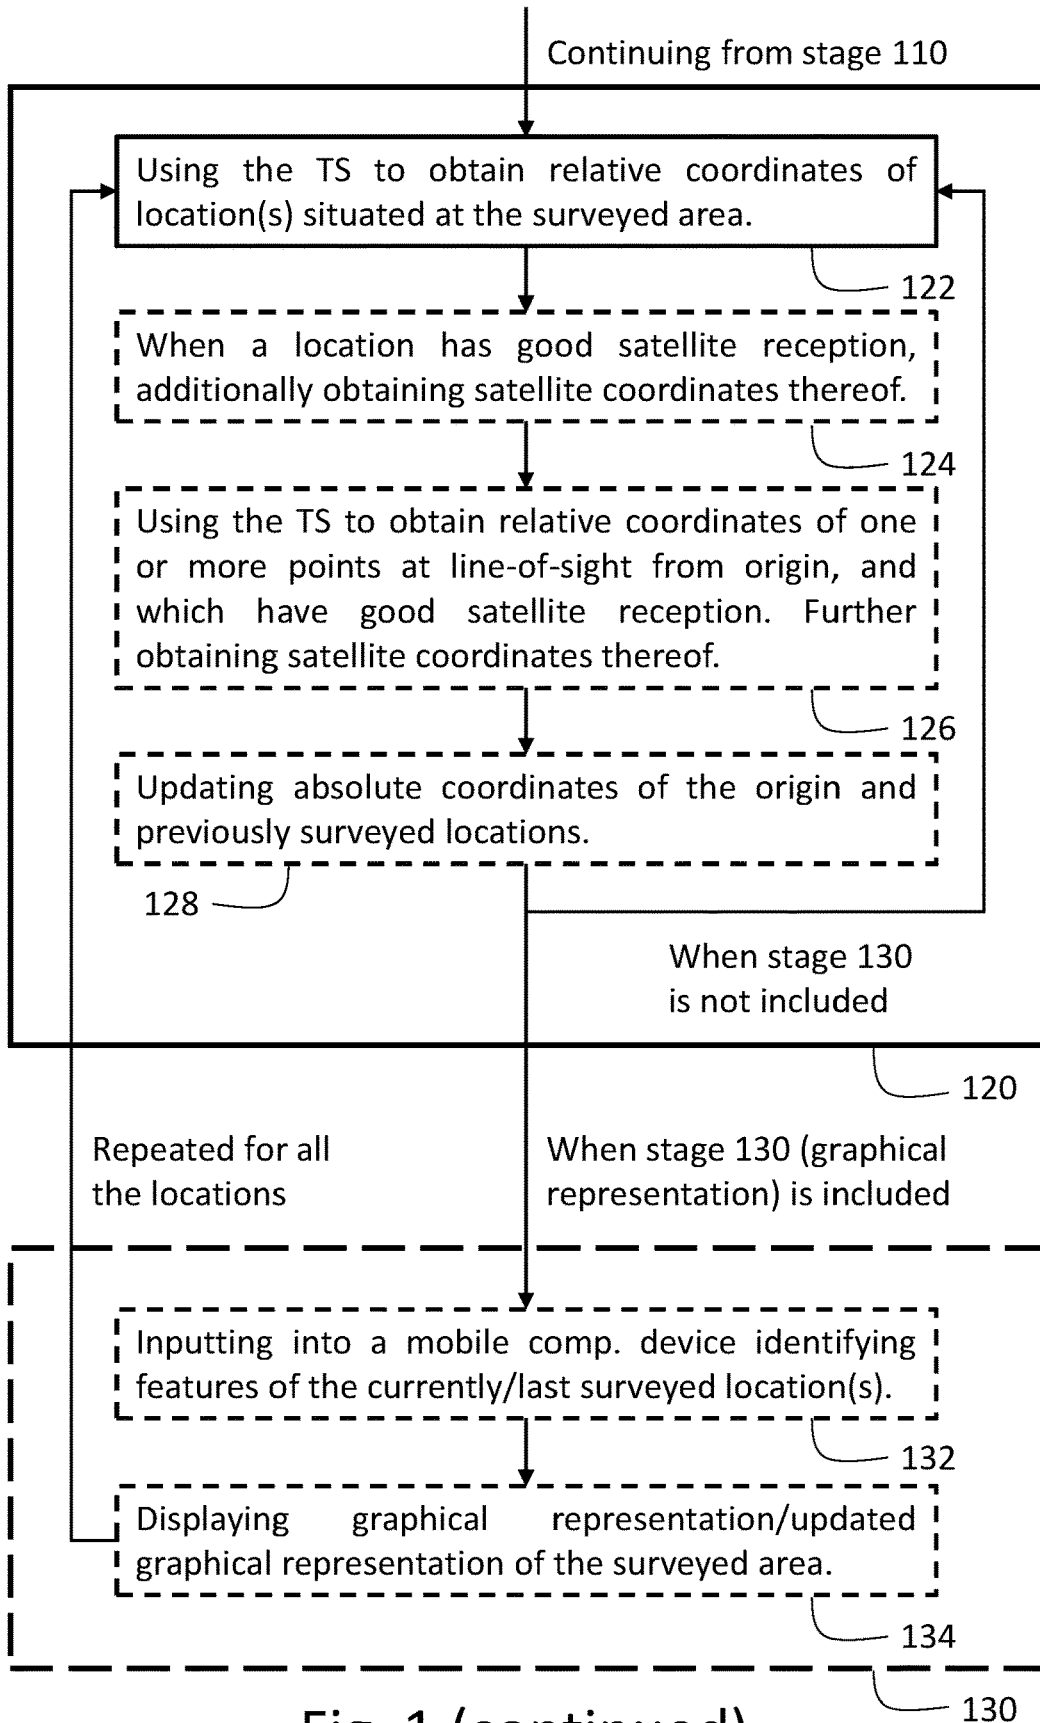 Continuing from stage 110
Using the TS to obtain relative coordinates of
location(s) situated at the surveyed area.
122
When a location has good satellite reception,
additionally obtaining satellite coordinates thereof.
124
Using the TS to obtain relative coordinates of one
or more points at line-of-sight from origin, and
which have good satellite reception. Further
obtaining satellite coordinates thereof.
126
Updating absolute coordinates of the origin and
previously surveyed locations.
128
When stage 130
is not included
120
Repeated for all
the locations
When stage 130 (graphical
representation) is included
Inputting into a mobile comp. device identifying
features of the currently/last surveyed location(s).
132
Displaying graphical representation/updated
graphical representation of the surveyed area.
134
130
Fig. 1 (continued)